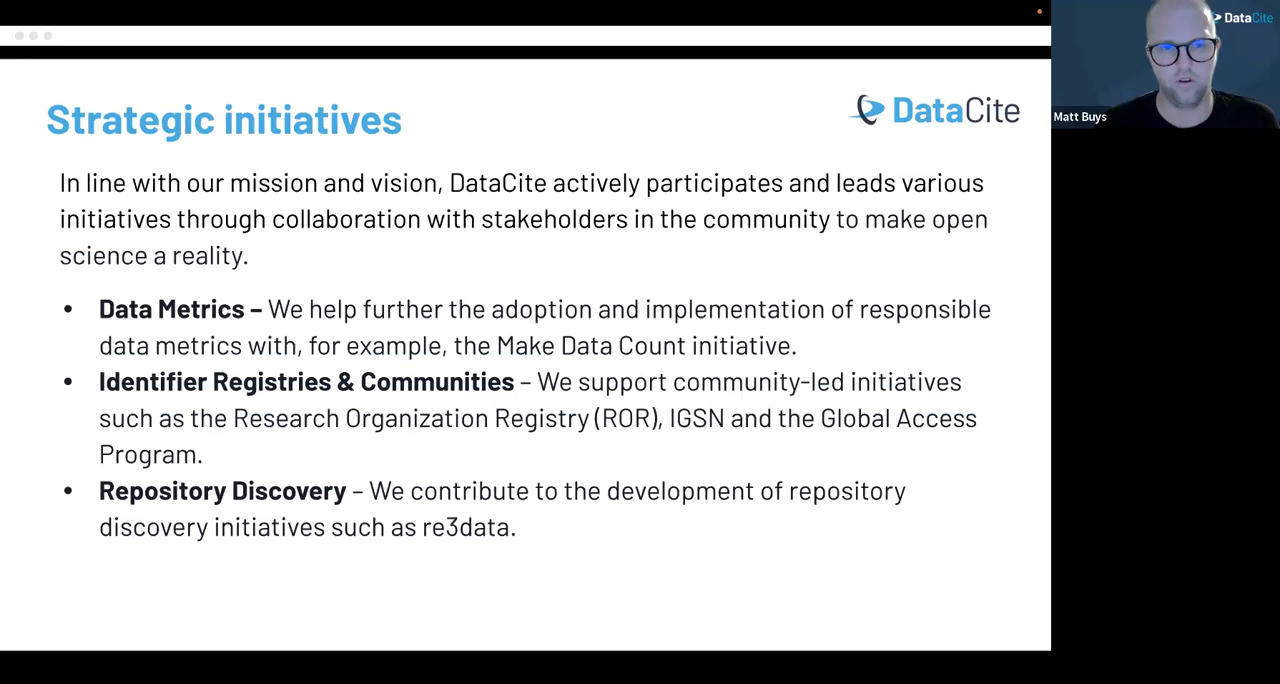 Strategic initiatives
DataCite
In line with our mission and vision, DataCite actively participates and leads various
initiatives through collaboration with stakeholders in the community to make open
science a reality.
• Data Metrics – We help further the adoption and implementation of responsible
data metrics with, for example, the Make Data Count initiative.
• Identifier Registries & Communities – We support community-led initiatives
such as the Research Organization Registry (ROR), IGSN and the Global Access
Program.
• Repository Discovery – We contribute to the development of repository
discovery initiatives such as re3data.
DataCite
Matt Buys